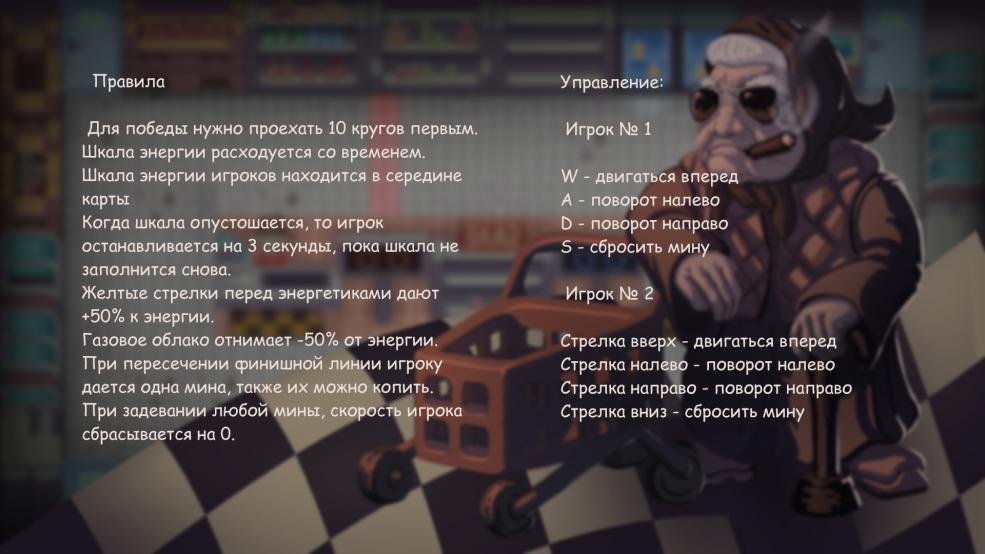 Правила
Для победы нужно проехать 10 кругов первым.
Шкала энергии расходуется со временем.
Шкала энергии игроков находится в середине
карты
Когда шкала опустошается, то игрок
останавливается на 3 секунды, пока шкала не
заполнится снова.
Желтые стрелки перед энергетиками дают
+50% к энергии.
Газовое облако отнимает -50% от энергии.
При пересечении финишной линии игроку
дается одна мина, также их можно копить.
При задевании любой мины, скорость игрока
сбрасывается на 0.
Управление:
Игрок № 1
W - двигаться вперед
A - поворот налево
D - поворот направо
S - сбросить мину
Игрок № 2
Стрелка вверх - двигаться вперед
Стрелка налево - поворот налево
Стрелка направо - поворот направо
Стрелка вниз - сбросить мину